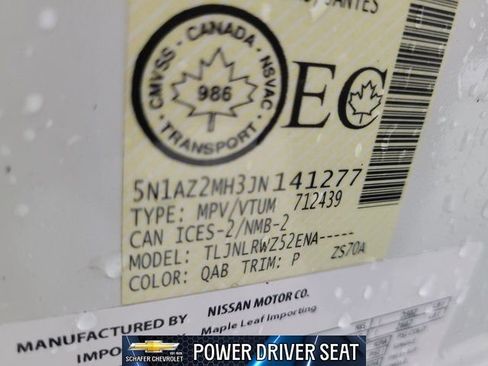 JANTES
CMVSS - CANADA - NSVAC
986
TRANSPORT
EC
5N1AZ2MH3JN141277
TYPE: MPV/VTUM 712439
CAN ICES-2/NMB-2
MODEL: TLJNLRWZ52ENA-----
COLOR: QAB TRIM: P ZS70A
MANUFACTURED BY NISSAN MOTOR CO.
Maple Leaf Importing
SCHAFER CHEVROLET
POWER DRIVER SEAT